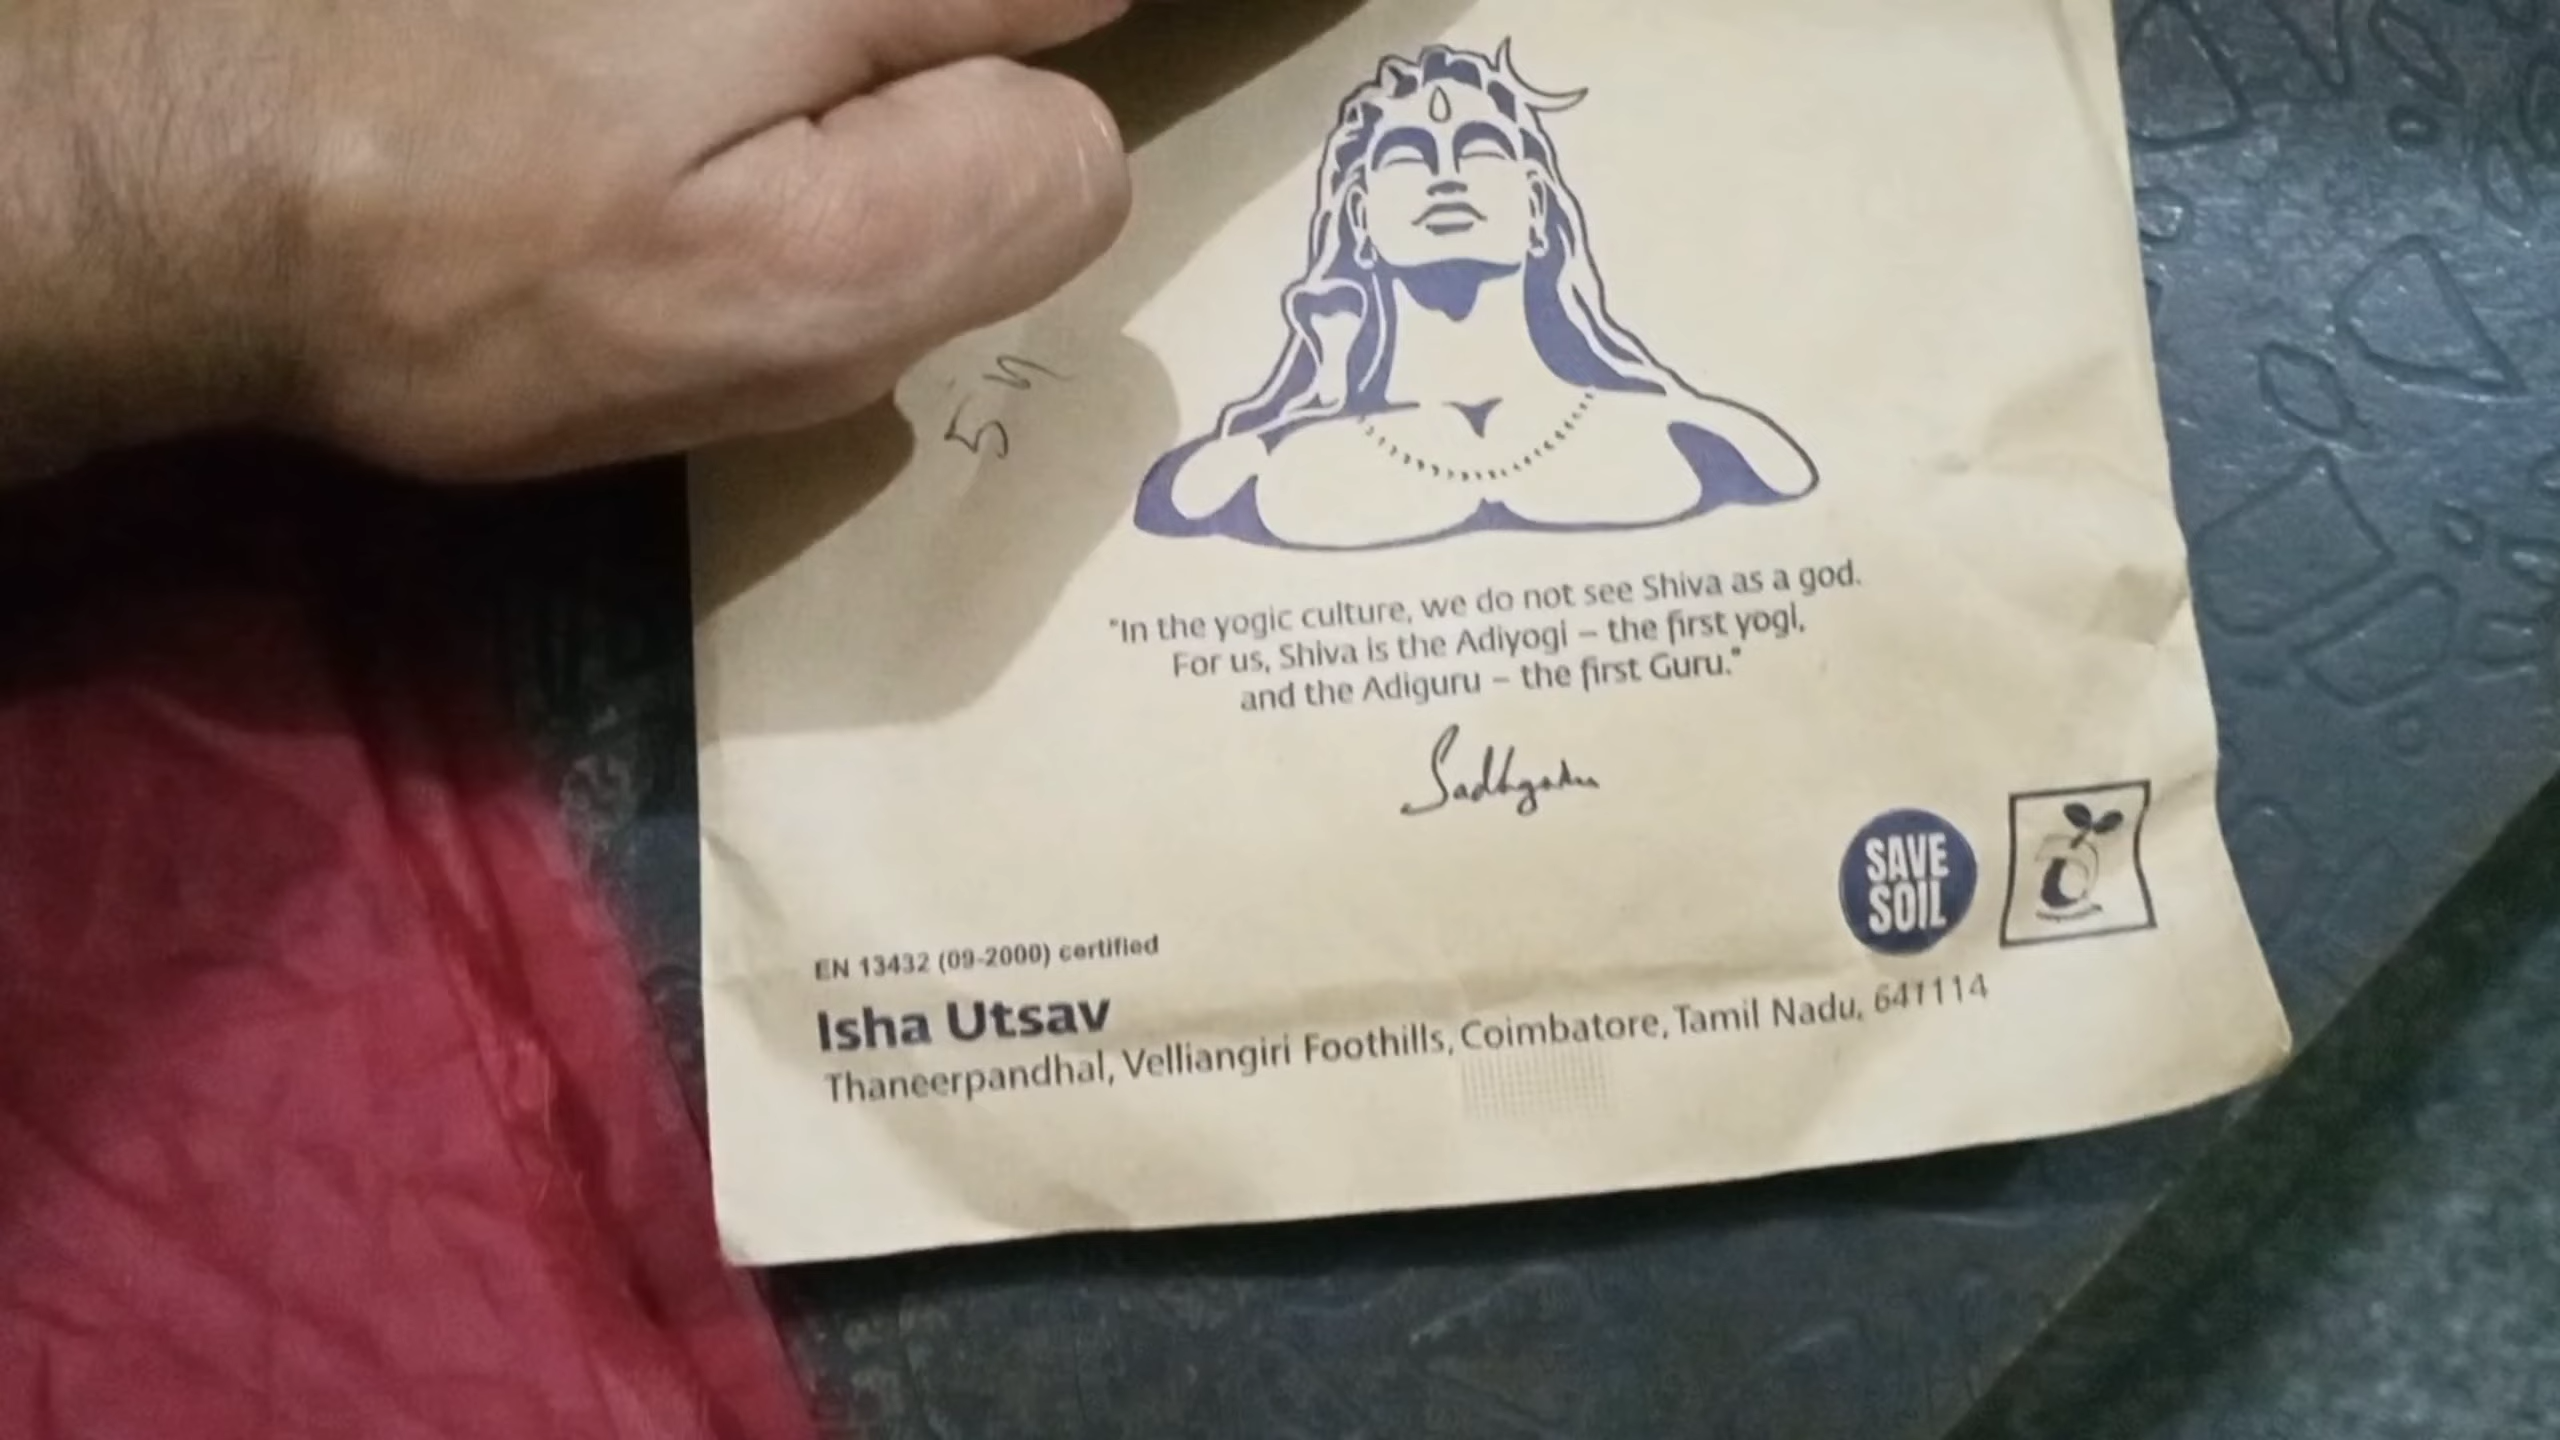 5n
"In the yogic culture, we do not see Shiva as a god.
For us, Shiva is the Adiyogi – the first yogi,
and the Adiguru – the first Guru."
Sadhguru
SAVE
SOIL
EN 13432 (09-2000) certified
Isha Utsav
Thaneerpandhal, Velliangiri Foothills, Coimbatore, Tamil Nadu, 641114